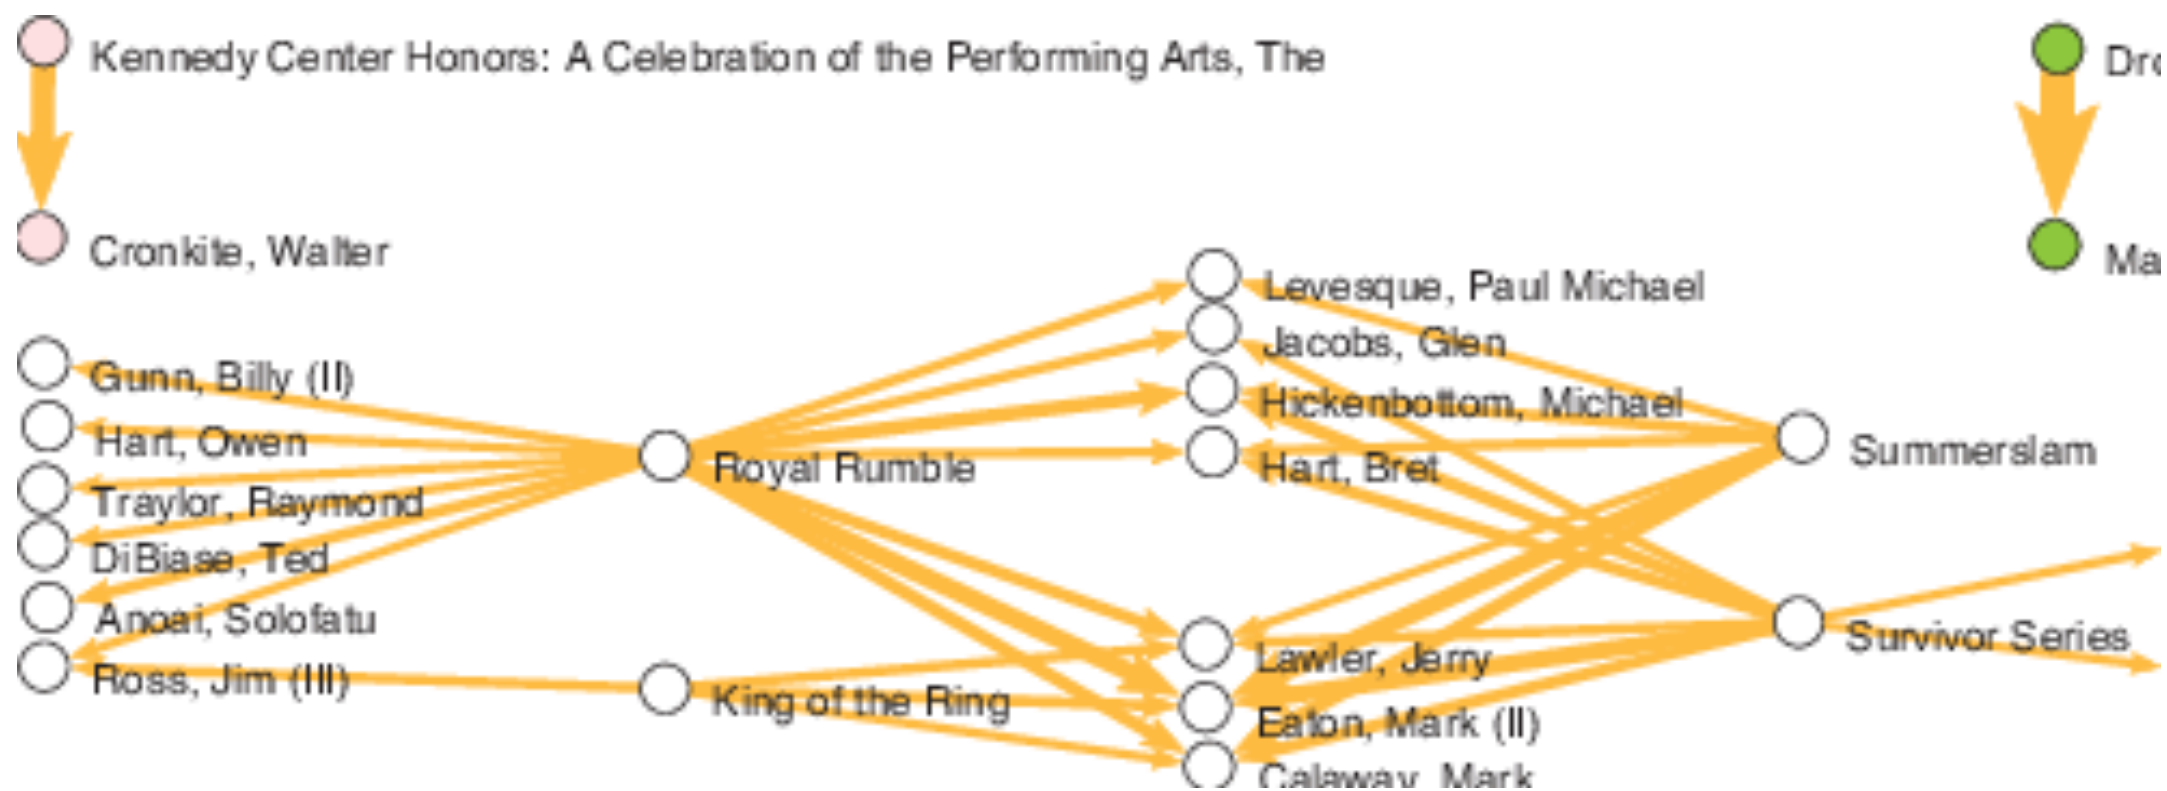 Kennedy Center Honors: A Celebration of the Performing Arts, The
Cronkite, Walter
Gunn, Billy (II)
Hart, Owen
Traylor, Raymond
DiBiase, Ted
Anoai, Solofatu
Ross, Jim (III)
Royal Rumble
King of the Ring
Levesque, Paul Michael
Jacobs, Glen
Hickenbottom, Michael
Hart, Bret
Lawler, Jerry
Eaton, Mark (II)
Calaway, Mark
Summerslam
Survivor Series